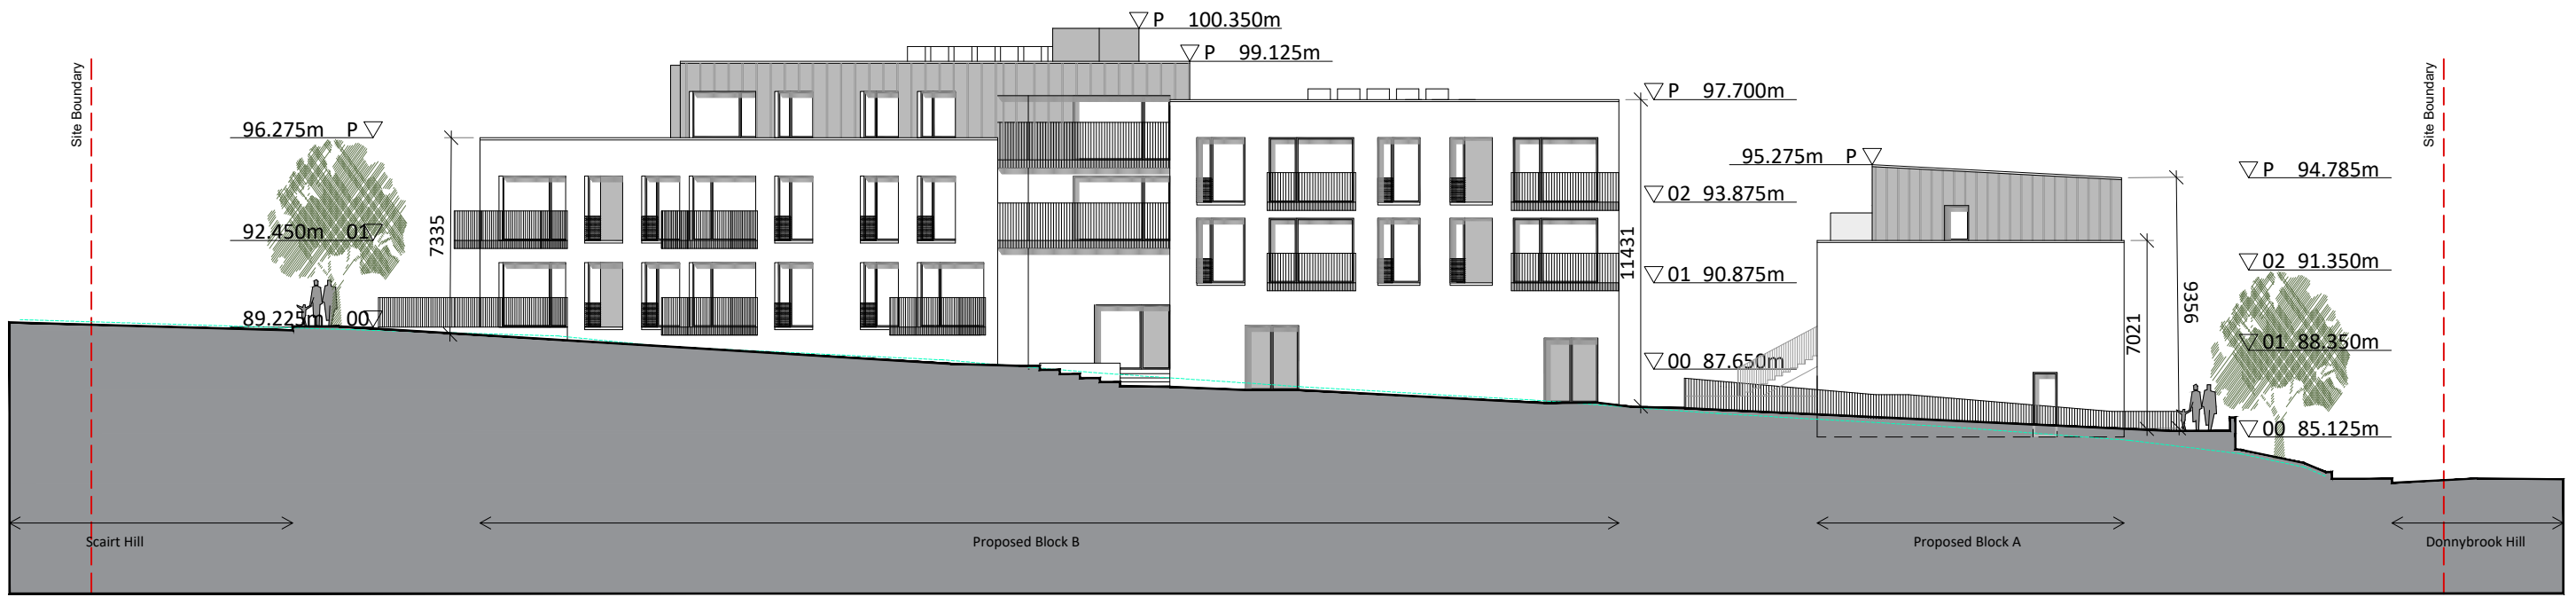 Site Boundary
96.275m P
92.450m 01
89.225m 00
7335
P 100.350m
P 99.125m
11431
P 97.700m
02 93.875m
01 90.875m
00 87.650m
95.275m P
7021
9356
P 94.785m
02 91.350m
01 88.350m
00 85.125m
Site Boundary
Scairt Hill
Proposed Block B
Proposed Block A
Donnybrook Hill